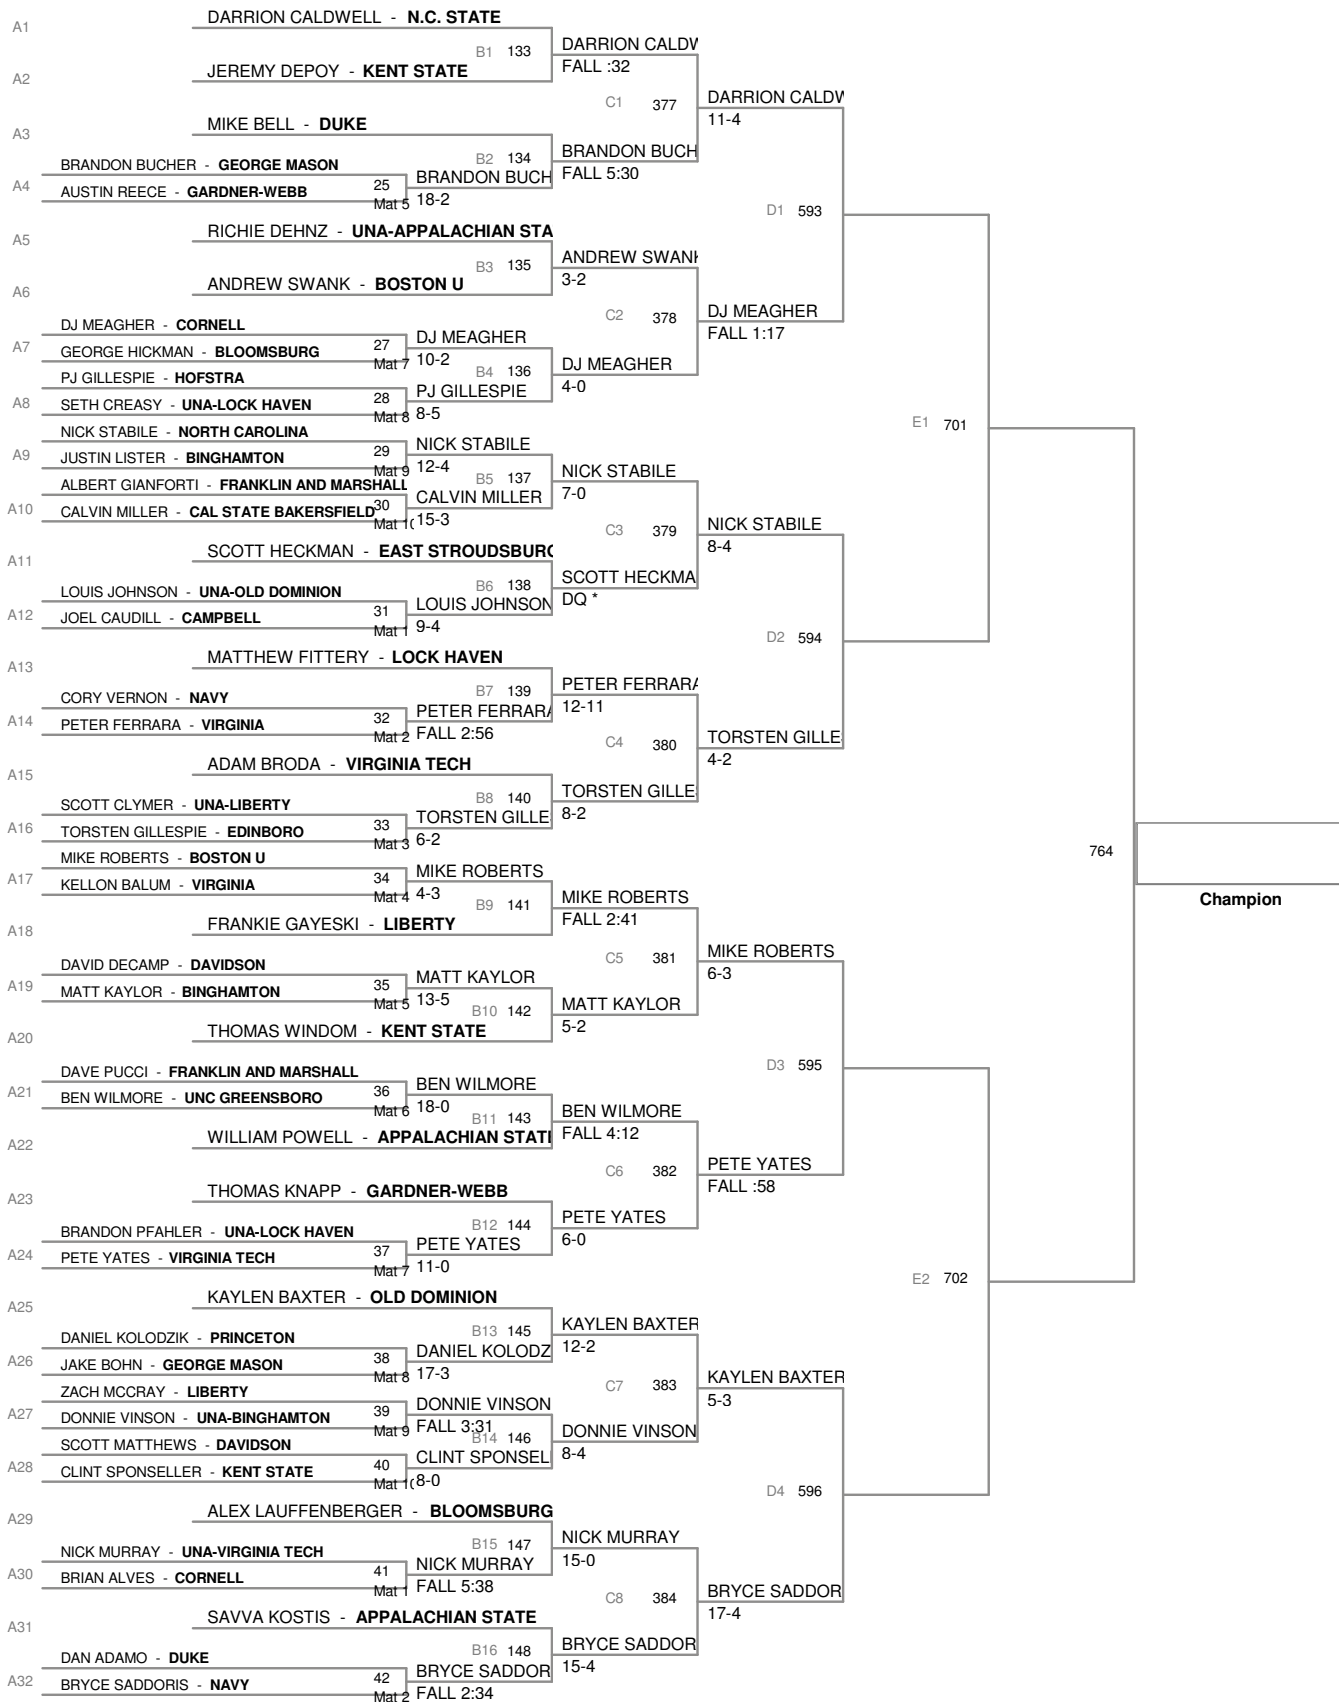 A1
DARRION CALDWELL - N.C. STATE
B1 133
DARRION CALDW
FALL :32
A2
JEREMY DEPOY - KENT STATE
C1 377
DARRION CALDW
11-4
A3
MIKE BELL - DUKE
B2 134
BRANDON BUCH
FALL 5:30
BRANDON BUCHER - GEORGE MASON
A4
AUSTIN REECE - GARDNER-WEBB
25
Mat 5
BRANDON BUCH
18-2
D1 593
A5
RICHIE DEHNZ - UNA-APPALACHIAN STA
B3 135
ANDREW SWANK
3-2
A6
ANDREW SWANK - BOSTON U
C2 378
DJ MEAGHER
FALL 1:17
DJ MEAGHER - CORNELL
A7
GEORGE HICKMAN - BLOOMSBURG
27
Mat 7
DJ MEAGHER
10-2
B4 136
DJ MEAGHER
4-0
PJ GILLESPIE - HOFSTRA
A8
SETH CREASY - UNA-LOCK HAVEN
28
Mat 8
PJ GILLESPIE
8-5
E1 701
NICK STABILE - NORTH CAROLINA
A9
JUSTIN LISTER - BINGHAMTON
29
Mat 9
NICK STABILE
12-4
B5 137
NICK STABILE
7-0
ALBERT GIANFORTI - FRANKLIN AND MARSHALL
A10
CALVIN MILLER - CAL STATE BAKERSFIELD
30
Mat 10
CALVIN MILLER
15-3
C3 379
NICK STABILE
8-4
A11
SCOTT HECKMAN - EAST STROUDSBURG
B6 138
SCOTT HECKMA
DQ *
LOUIS JOHNSON - UNA-OLD DOMINION
A12
JOEL CAUDILL - CAMPBELL
31
Mat 1
LOUIS JOHNSON
9-4
D2 594
A13
MATTHEW FITTERY - LOCK HAVEN
B7 139
PETER FERRARA
12-11
CORY VERNON - NAVY
A14
PETER FERRARA - VIRGINIA
32
Mat 2
PETER FERRARA
FALL 2:56
C4 380
TORSTEN GILLE
4-2
A15
ADAM BRODA - VIRGINIA TECH
B8 140
TORSTEN GILLE
8-2
SCOTT CLYMER - UNA-LIBERTY
A16
TORSTEN GILLESPIE - EDINBORO
33
Mat 3
TORSTEN GILLE
6-2
764
Champion
MIKE ROBERTS - BOSTON U
A17
KELLON BALUM - VIRGINIA
34
Mat 4
MIKE ROBERTS
4-3
B9 141
MIKE ROBERTS
FALL 2:41
A18
FRANKIE GAYESKI - LIBERTY
C5 381
MIKE ROBERTS
6-3
DAVID DECAMP - DAVIDSON
A19
MATT KAYLOR - BINGHAMTON
35
Mat 5
MATT KAYLOR
13-5
B10 142
MATT KAYLOR
5-2
A20
THOMAS WINDOM - KENT STATE
D3 595
DAVE PUCCI - FRANKLIN AND MARSHALL
A21
BEN WILMORE - UNC GREENSBORO
36
Mat 6
BEN WILMORE
18-0
B11 143
BEN WILMORE
FALL 4:12
A22
WILLIAM POWELL - APPALACHIAN STATE
C6 382
PETE YATES
FALL :58
A23
THOMAS KNAPP - GARDNER-WEBB
B12 144
PETE YATES
6-0
BRANDON PFAHLER - UNA-LOCK HAVEN
A24
PETE YATES - VIRGINIA TECH
37
Mat 7
PETE YATES
11-0
E2 702
A25
KAYLEN BAXTER - OLD DOMINION
B13 145
KAYLEN BAXTER
12-2
DANIEL KOLODZIK - PRINCETON
A26
JAKE BOHN - GEORGE MASON
38
Mat 8
DANIEL KOLODZ
17-3
C7 383
KAYLEN BAXTER
5-3
ZACH MCCRAY - LIBERTY
A27
DONNIE VINSON - UNA-BINGHAMTON
39
Mat 9
DONNIE VINSON
FALL 3:31
B14 146
DONNIE VINSON
8-4
SCOTT MATTHEWS - DAVIDSON
A28
CLINT SPONSELLER - KENT STATE
40
Mat 10
CLINT SPONSEL
8-0
D4 596
A29
ALEX LAUFFENBERGER - BLOOMSBURG
B15 147
NICK MURRAY
15-0
NICK MURRAY - UNA-VIRGINIA TECH
A30
BRIAN ALVES - CORNELL
41
Mat 1
NICK MURRAY
FALL 5:38
C8 384
BRYCE SADDOR
17-4
A31
SAVVA KOSTIS - APPALACHIAN STATE
B16 148
BRYCE SADDOR
15-4
DAN ADAMO - DUKE
A32
BRYCE SADDORIS - NAVY
42
Mat 2
BRYCE SADDOR
FALL 2:34